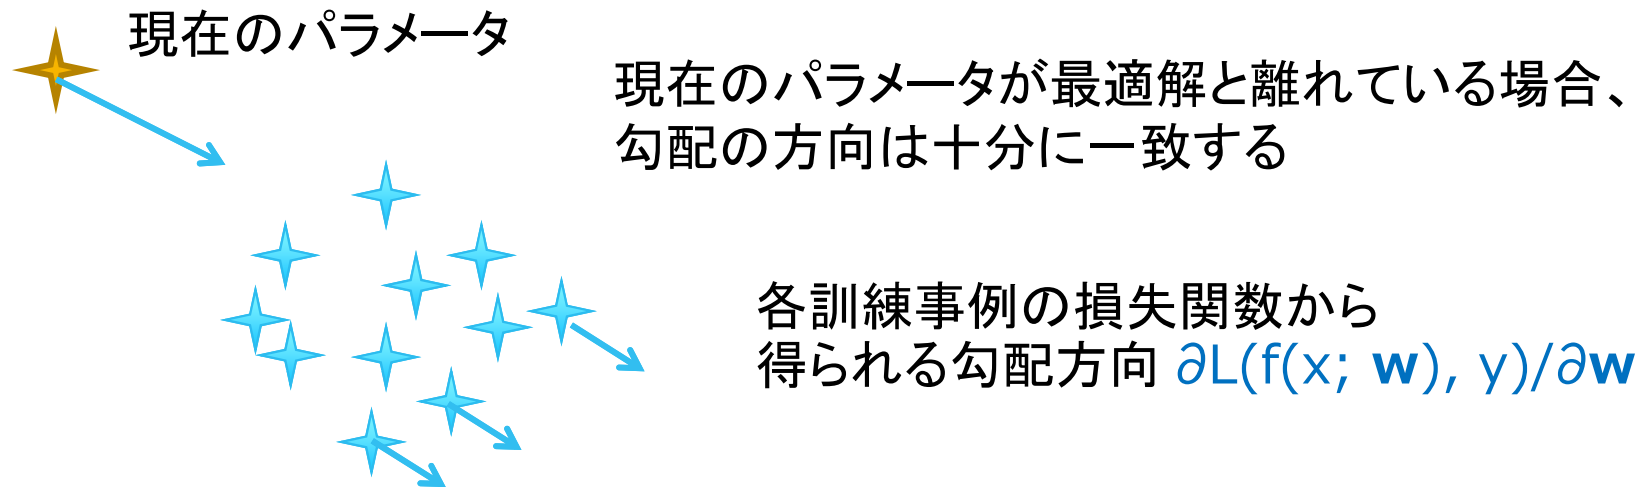 現在のパラメータ
現在のパラメータが最適解と離れている場合、
勾配の方向は十分に一致する
各訓練事例の損失関数から
得られる勾配方向 ∂L(f(x; w), y)/∂w